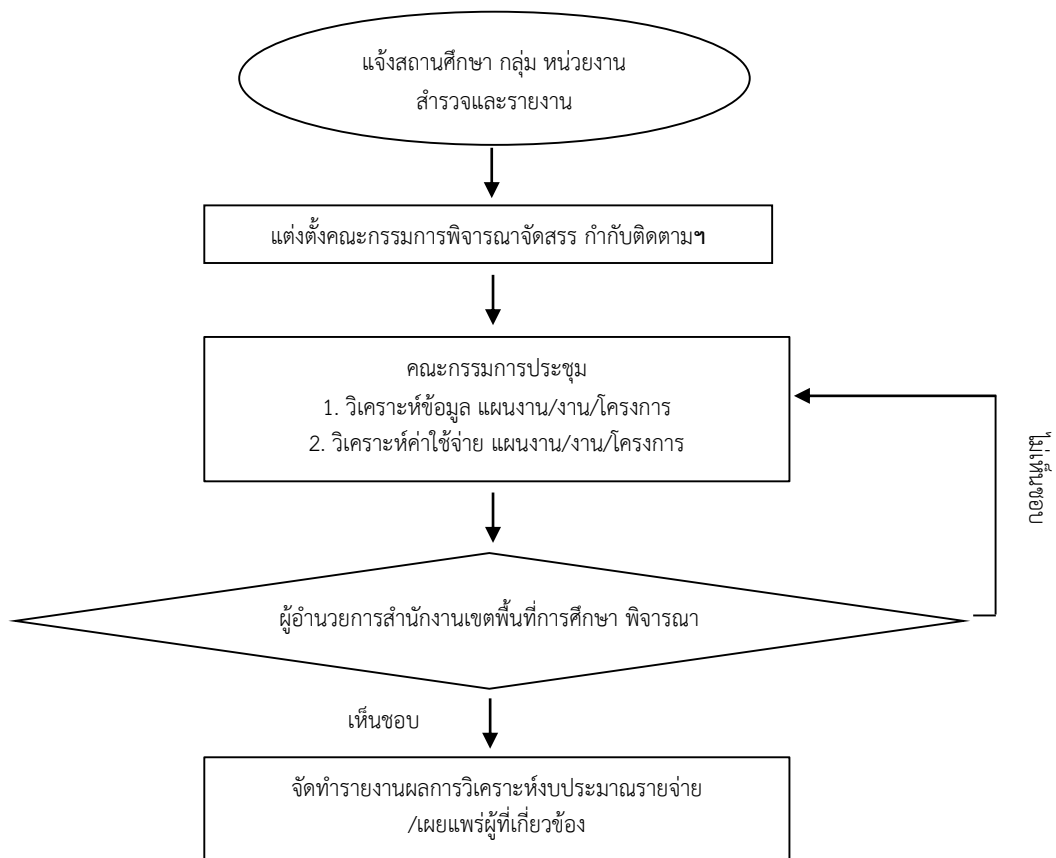 แจ้งสถานศึกษา กลุ่ม หน่วยงาน
สำรวจและรายงาน
แต่งตั้งคณะกรรมการพิจารณาจัดสรร กำกับติดตามฯ
คณะกรรมการประชุม
1. วิเคราะห์ข้อมูล แผนงาน/งาน/โครงการ
2. วิเคราะห์ค่าใช้จ่าย แผนงาน/งาน/โครงการ
ไม่เห็นชอบ
ผู้อำนวยการสำนักงานเขตพื้นที่การศึกษา พิจารณา
เห็นชอบ
จัดทำรายงานผลการวิเคราะห์งบประมาณรายจ่าย
/เผยแพร่ผู้ที่เกี่ยวข้อง